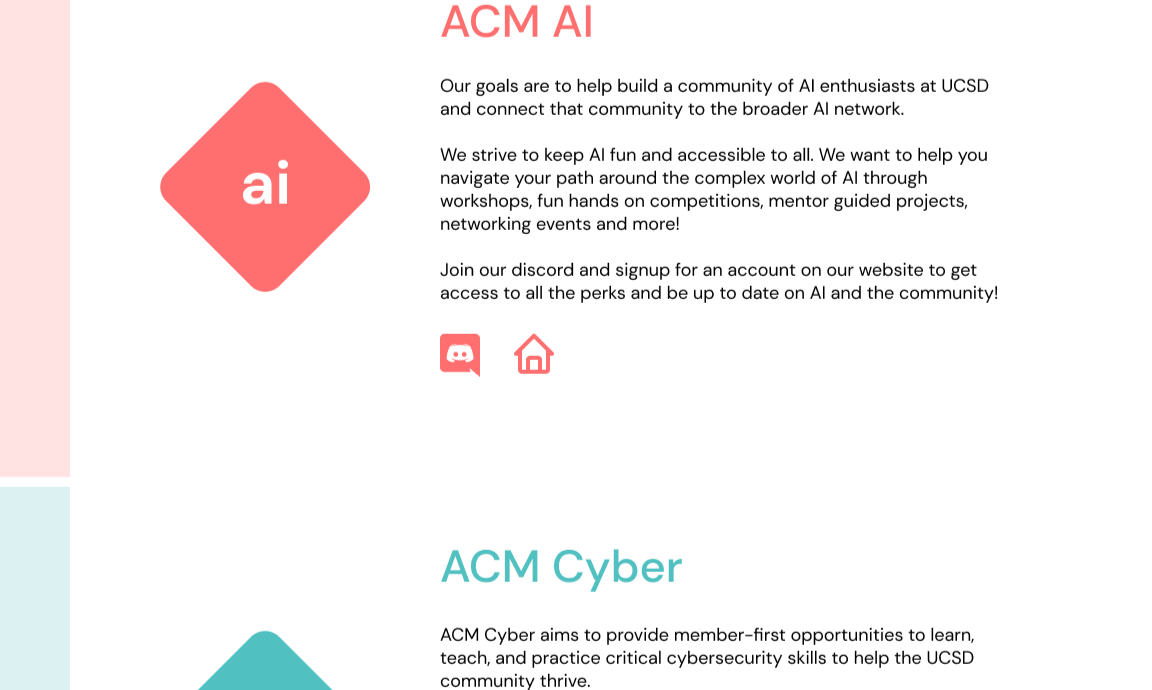 ACM AI
Our goals are to help build a community of AI enthusiasts at UCSD
and connect that community to the broader AI network.
We strive to keep AI fun and accessible to all. We want to help you
navigate your path around the complex world of AI through
workshops, fun hands on competitions, mentor guided projects,
networking events and more!
Join our discord and signup for an account on our website to get
access to all the perks and be up to date on AI and the community!
ai
ACM Cyber
ACM Cyber aims to provide member-first opportunities to learn,
teach, and practice critical cybersecurity skills to help the UCSD
community thrive.